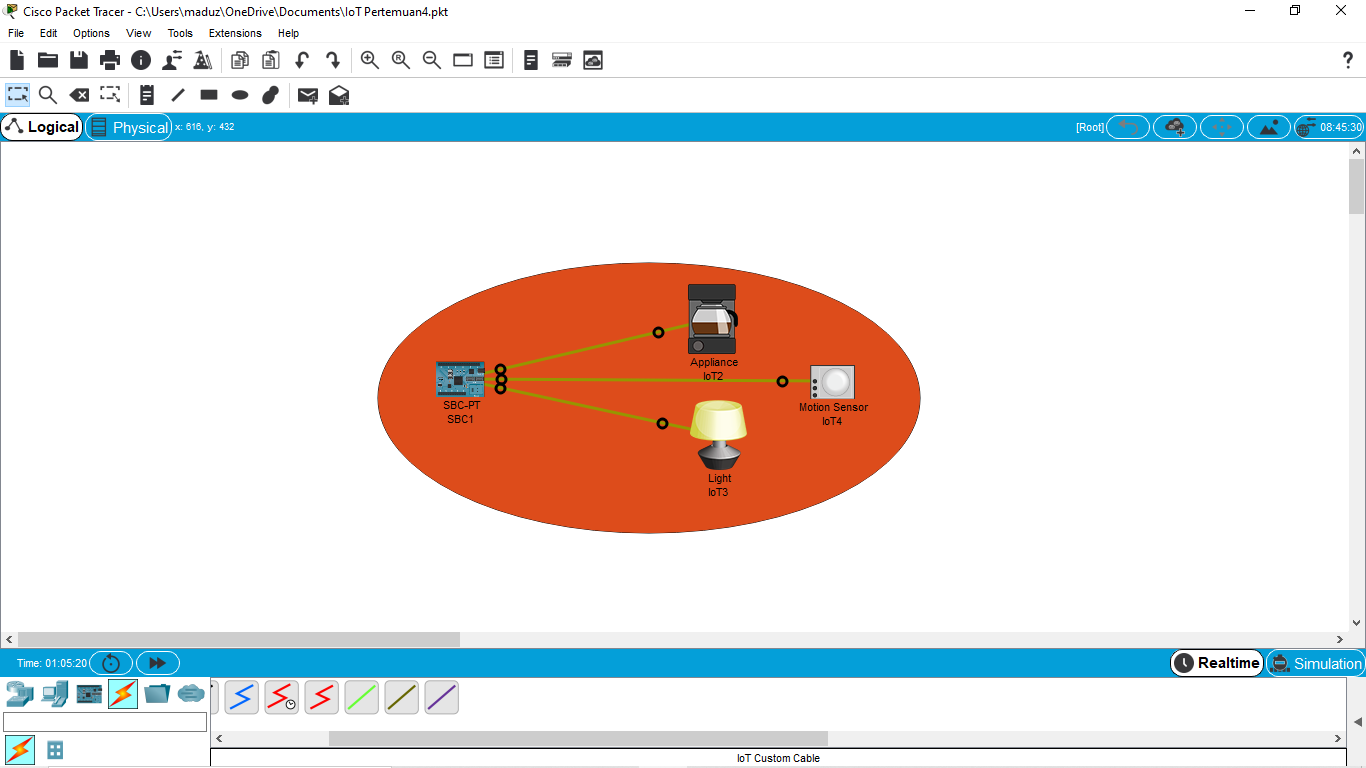 Cisco Packet Tracer - C:\Users\maduz\OneDrive\Documents\IoT Pertemuan4.pkt
File Edit Options View Tools Extensions Help
Logical Physical x: 616, y: 432 [Root] 08:45:30
Appliance
IoT2
SBC-PT
SBC1
Motion Sensor
IoT4
Light
IoT3
Time: 01:05:20 Realtime Simulation
IoT Custom Cable